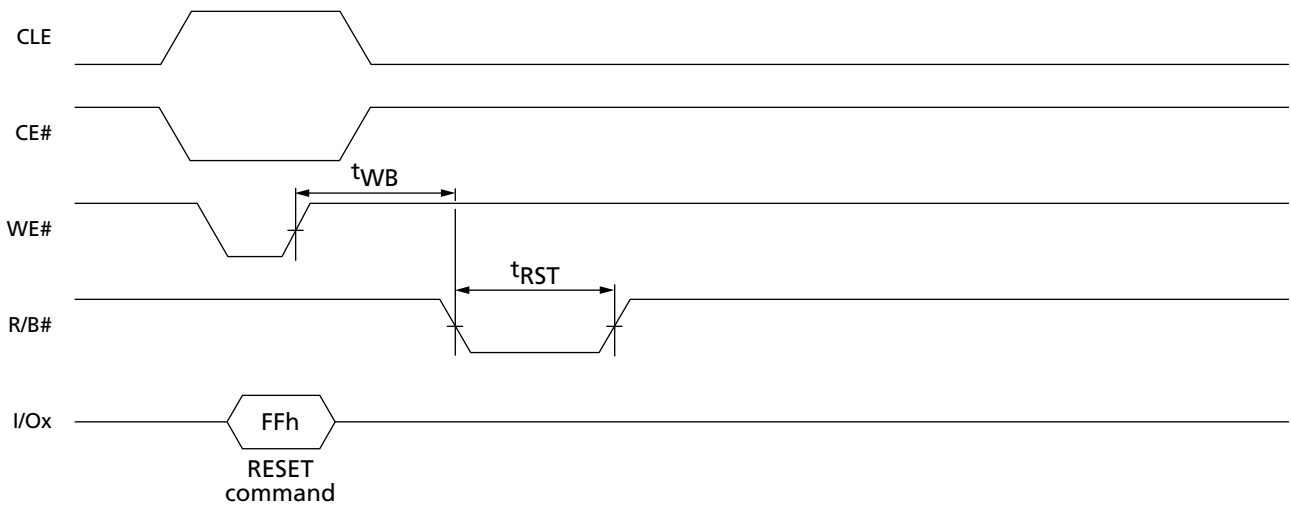 CLE
CE#
tWB
WE#
tRST
R/B#
I/Ox
FFh
RESET
command